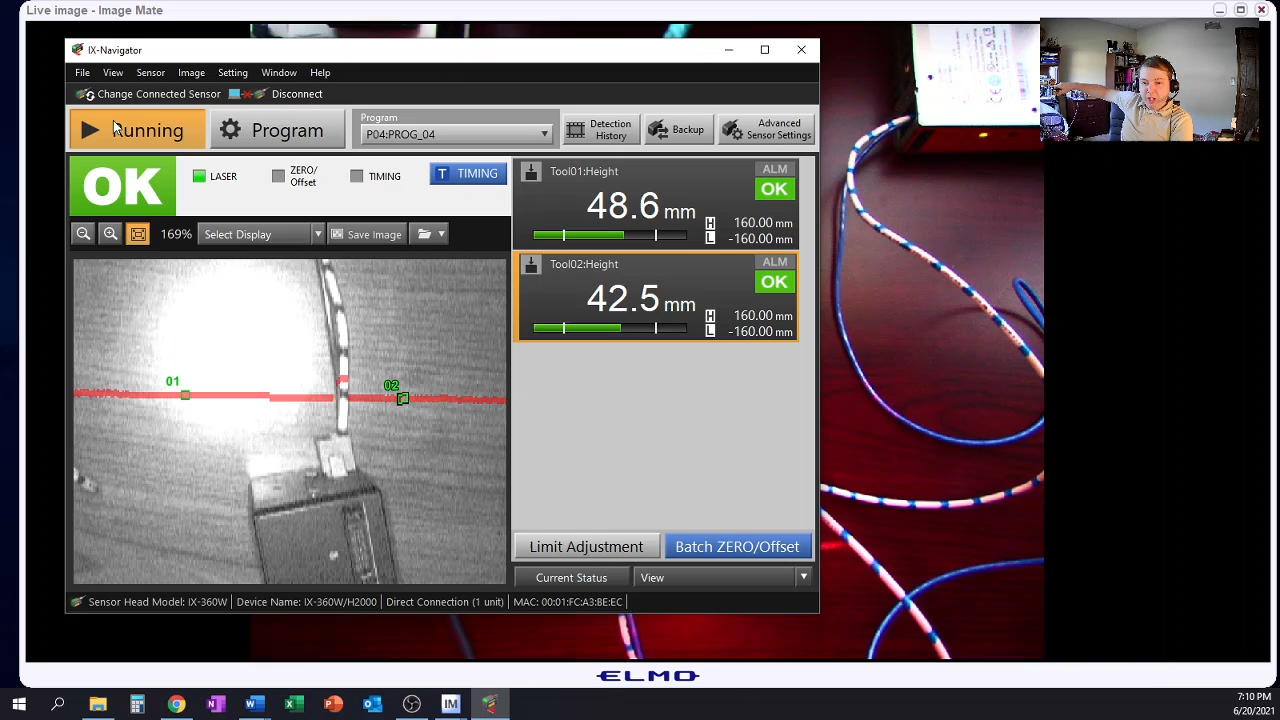 Live image - Image Mate
IX-Navigator
File View Sensor Image Setting Window Help
Change Connected Sensor Disconnect
Running Program
Program
P04:PROG_04
Detection
History
Backup
Advanced
Sensor Settings
OK
LASER
ZERO/
Offset
TIMING
T TIMING
169% Select Display Save Image
01
02
Tool01:Height
ALM
OK
48.6 mm
H 160.00 mm
L -160.00 mm
Tool02:Height
ALM
OK
42.5 mm
H 160.00 mm
L -160.00 mm
Limit Adjustment Batch ZERO/Offset
Current Status View
Sensor Head Model: IX-360W Device Name: IX-360W/H2000 Direct Connection (1 unit) MAC: 00:01:FC:A3:BE:EC
ELMO
7:10 PM
6/20/2021